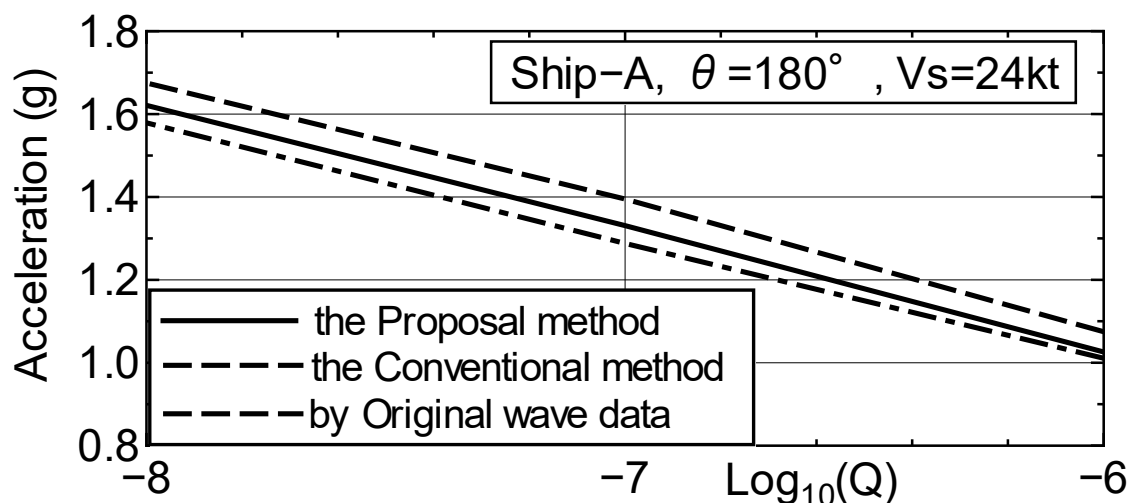 Acceleration (g)
1.8
1.6
1.4
1.2
1.0
0.8
Ship−A, θ=180°, Vs=24kt
the Proposal method
the Conventional method
by Original wave data
−8
−7
Log₁₀(Q)
−6